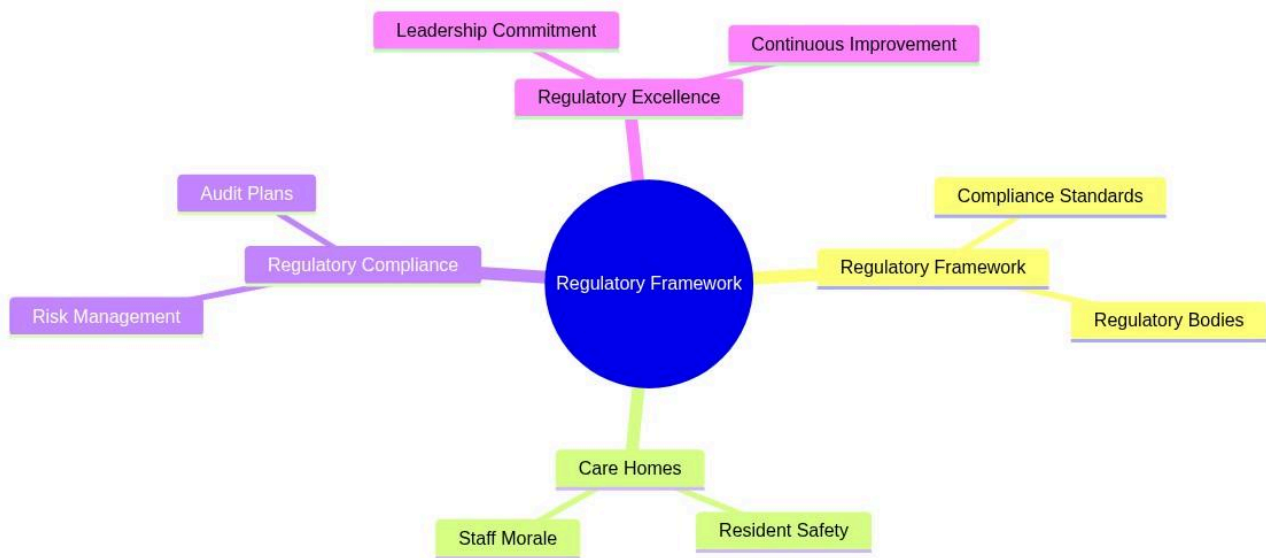 Leadership Commitment
Continuous Improvement
Regulatory Excellence
Audit Plans
Compliance Standards
Regulatory Compliance
Regulatory Framework
Regulatory Framework
Risk Management
Regulatory Bodies
Care Homes
Staff Morale
Resident Safety